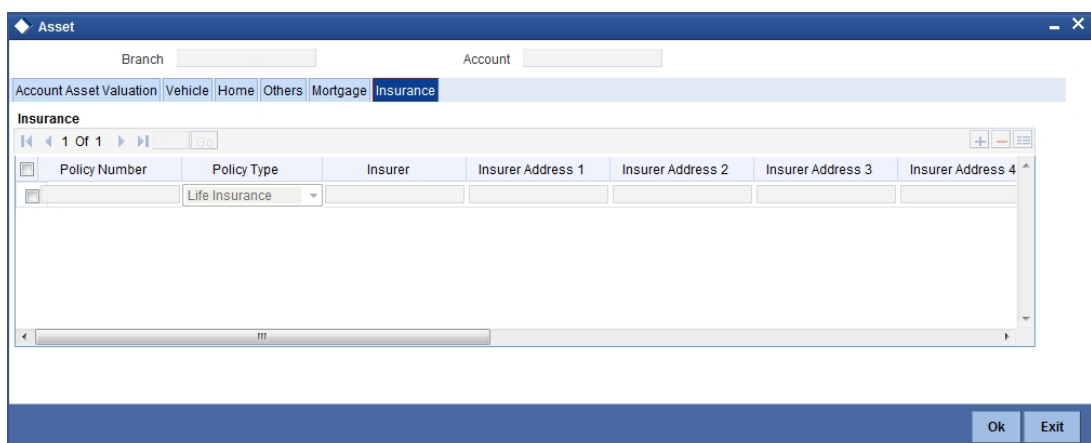 Asset
Branch Account
Account Asset Valuation Vehicle Home Others Mortgage Insurance
Insurance
1 Of 1 Go
Policy Number Policy Type Insurer Insurer Address 1 Insurer Address 2 Insurer Address 3 Insurer Address 4
Life Insurance
Ok Exit